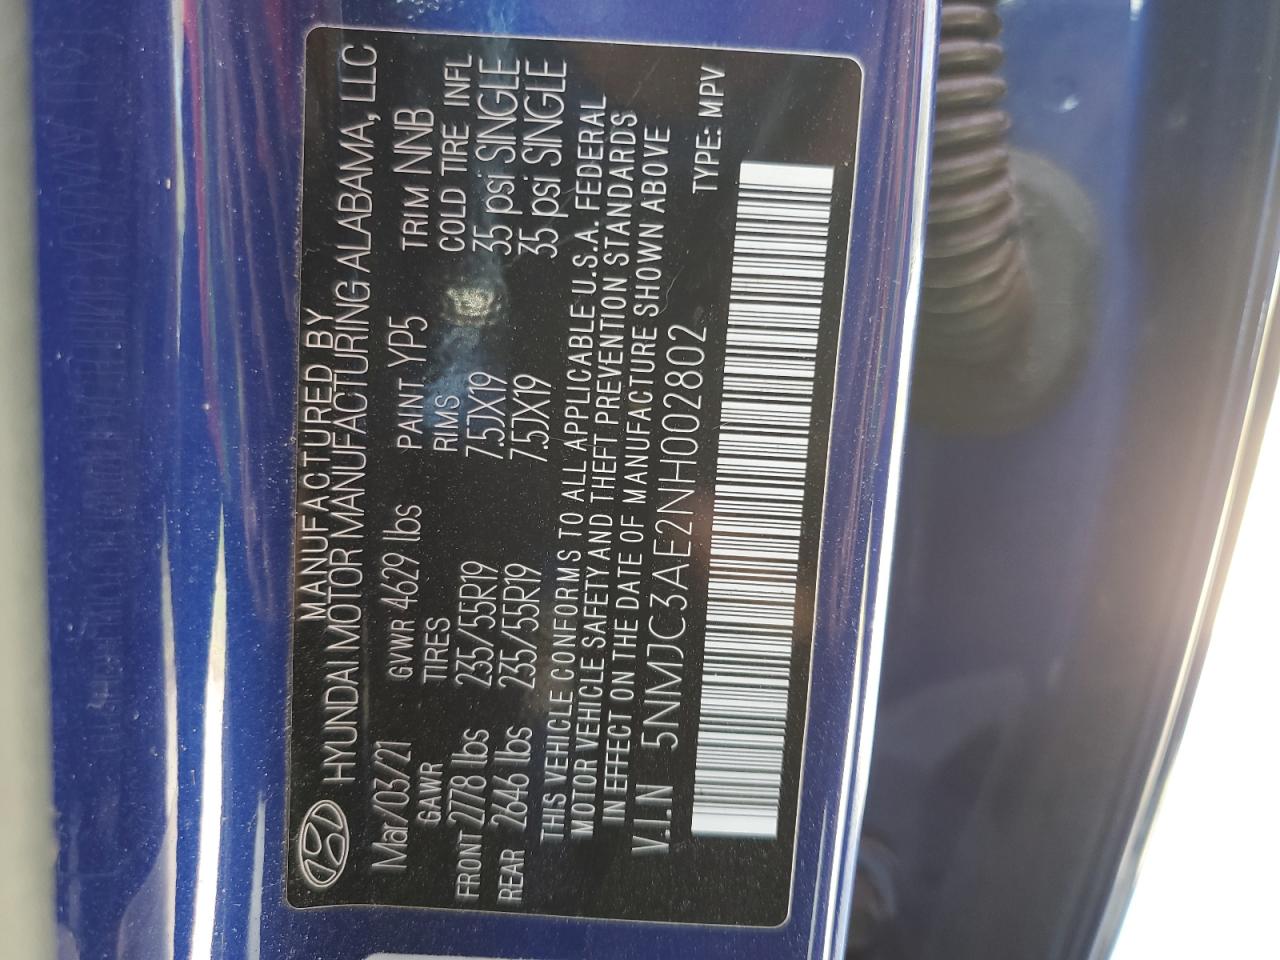 MANUFACTURED BY
HYUNDAI MOTOR MANUFACTURING ALABAMA, LLC
Mar/03/21 GVWR 4629 lbs PAINT YP5 TRIM NNB
GAWR TIRES RIMS COLD TIRE INFL
FRONT 2778 lbs 235/55R19 7.5JX19 35 psi SINGLE
REAR 2646 lbs 235/55R19 7.5JX19 35 psi SINGLE
THIS VEHICLE CONFORMS TO ALL APPLICABLE U.S.A. FEDERAL
MOTOR VEHICLE SAFETY AND THEFT PREVENTION STANDARDS
IN EFFECT ON THE DATE OF MANUFACTURE SHOWN ABOVE
V.I.N 5NMJC3AE2NH002802 TYPE: MPV